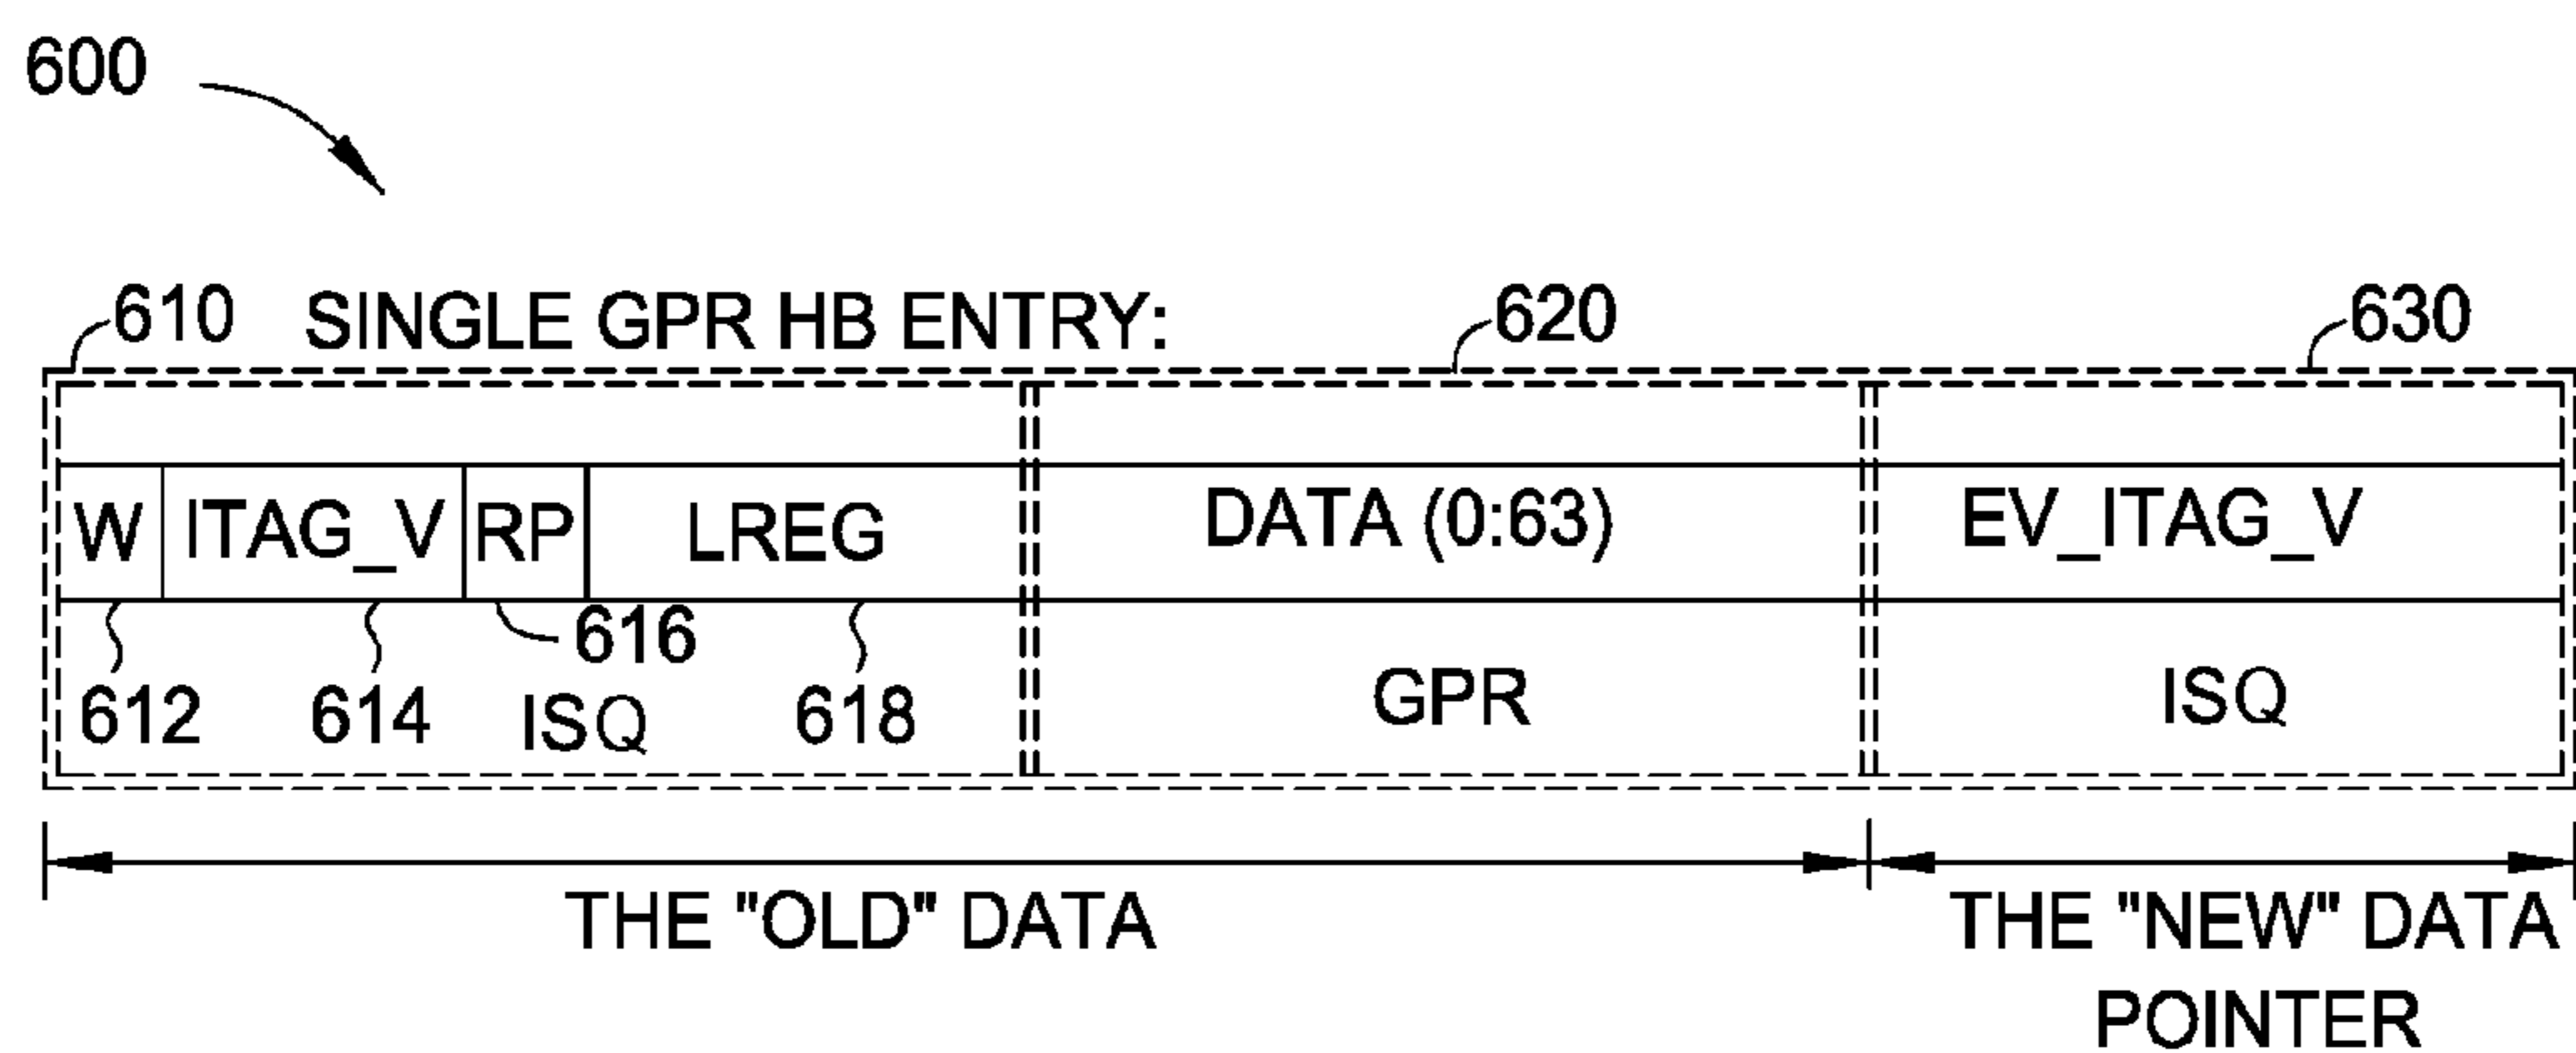 600
610 SINGLE GPR HB ENTRY: 620 630
W ITAG_V RP LREG DATA (0:63) EV_ITAG_V
616
612 614 ISQ 618 GPR ISQ
THE "OLD" DATA THE "NEW" DATA
POINTER